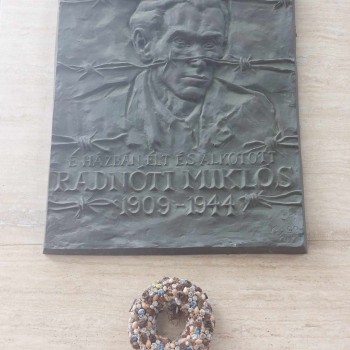 E HÁZBAN ÉLT ÉS ALKOTOTT
RADNÓTI MIKLÓS
1909-1944